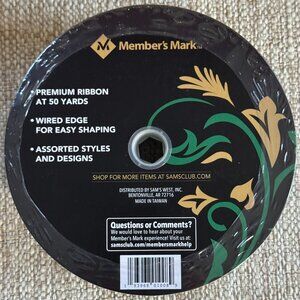 M Member's Mark™
• PREMIUM RIBBON
AT 50 YARDS
• WIRED EDGE
FOR EASY SHAPING
• ASSORTED STYLES
AND DESIGNS
SHOP FOR MORE ITEMS AT SAMSCLUB.COM
DISTRIBUTED BY SAM'S WEST, INC.
BENTONVILLE, AR 72716
MADE IN TAIWAN
Questions or Comments?
We would love to hear about your
Member's Mark experience! Visit us at:
samsclub.com/membersmarkhelp